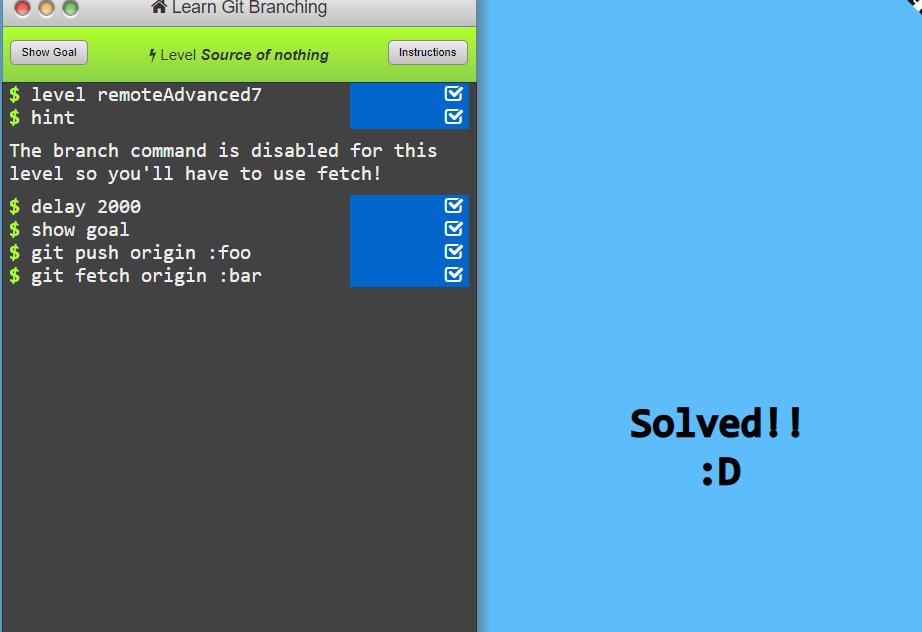 Learn Git Branching
Show Goal
Level Source of nothing
Instructions
$ level remoteAdvanced7
$ hint
The branch command is disabled for this
level so you'll have to use fetch!
$ delay 2000
$ show goal
$ git push origin :foo
$ git fetch origin :bar
Solved!!
:D